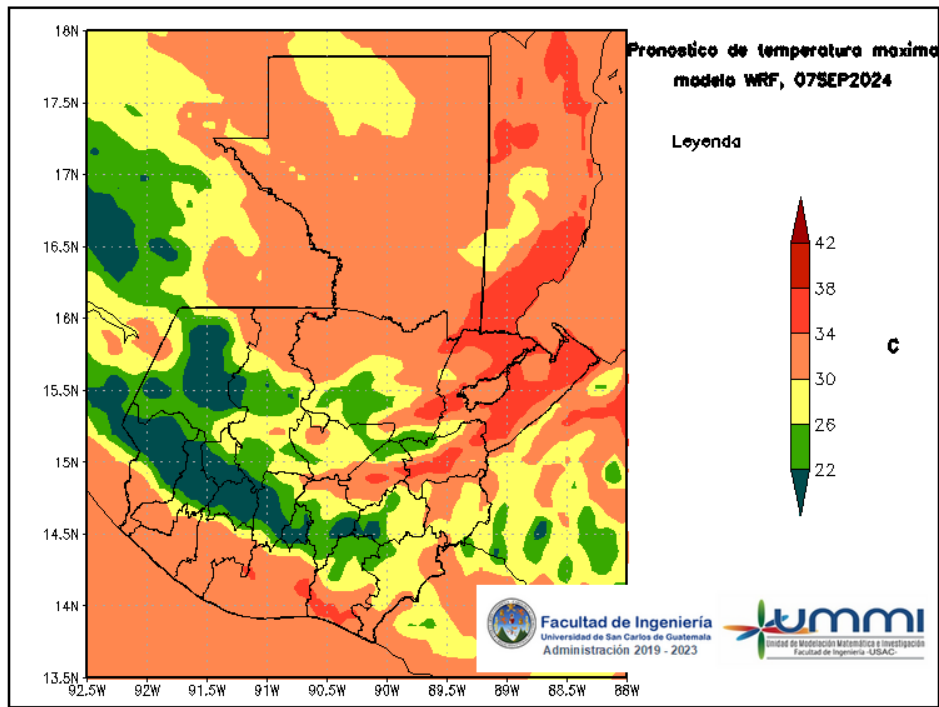 Pronostico de temperatura maxima
modelo WRF, 07SEP2024
Leyenda
42
38
34
30
26
22
C
18N
17.5N
17N
16.5N
16N
15.5N
15N
14.5N
14N
13.5N
92.5W 92W 91.5W 91W 90.5W 90W 89.5W 89W 88.5W 88W
Facultad de Ingeniería
Universidad de San Carlos de Guatemala
Administración 2019 - 2023
ummi
Unidad de Modelación Matemática e Investigación
Facultad de Ingeniería -USAC-